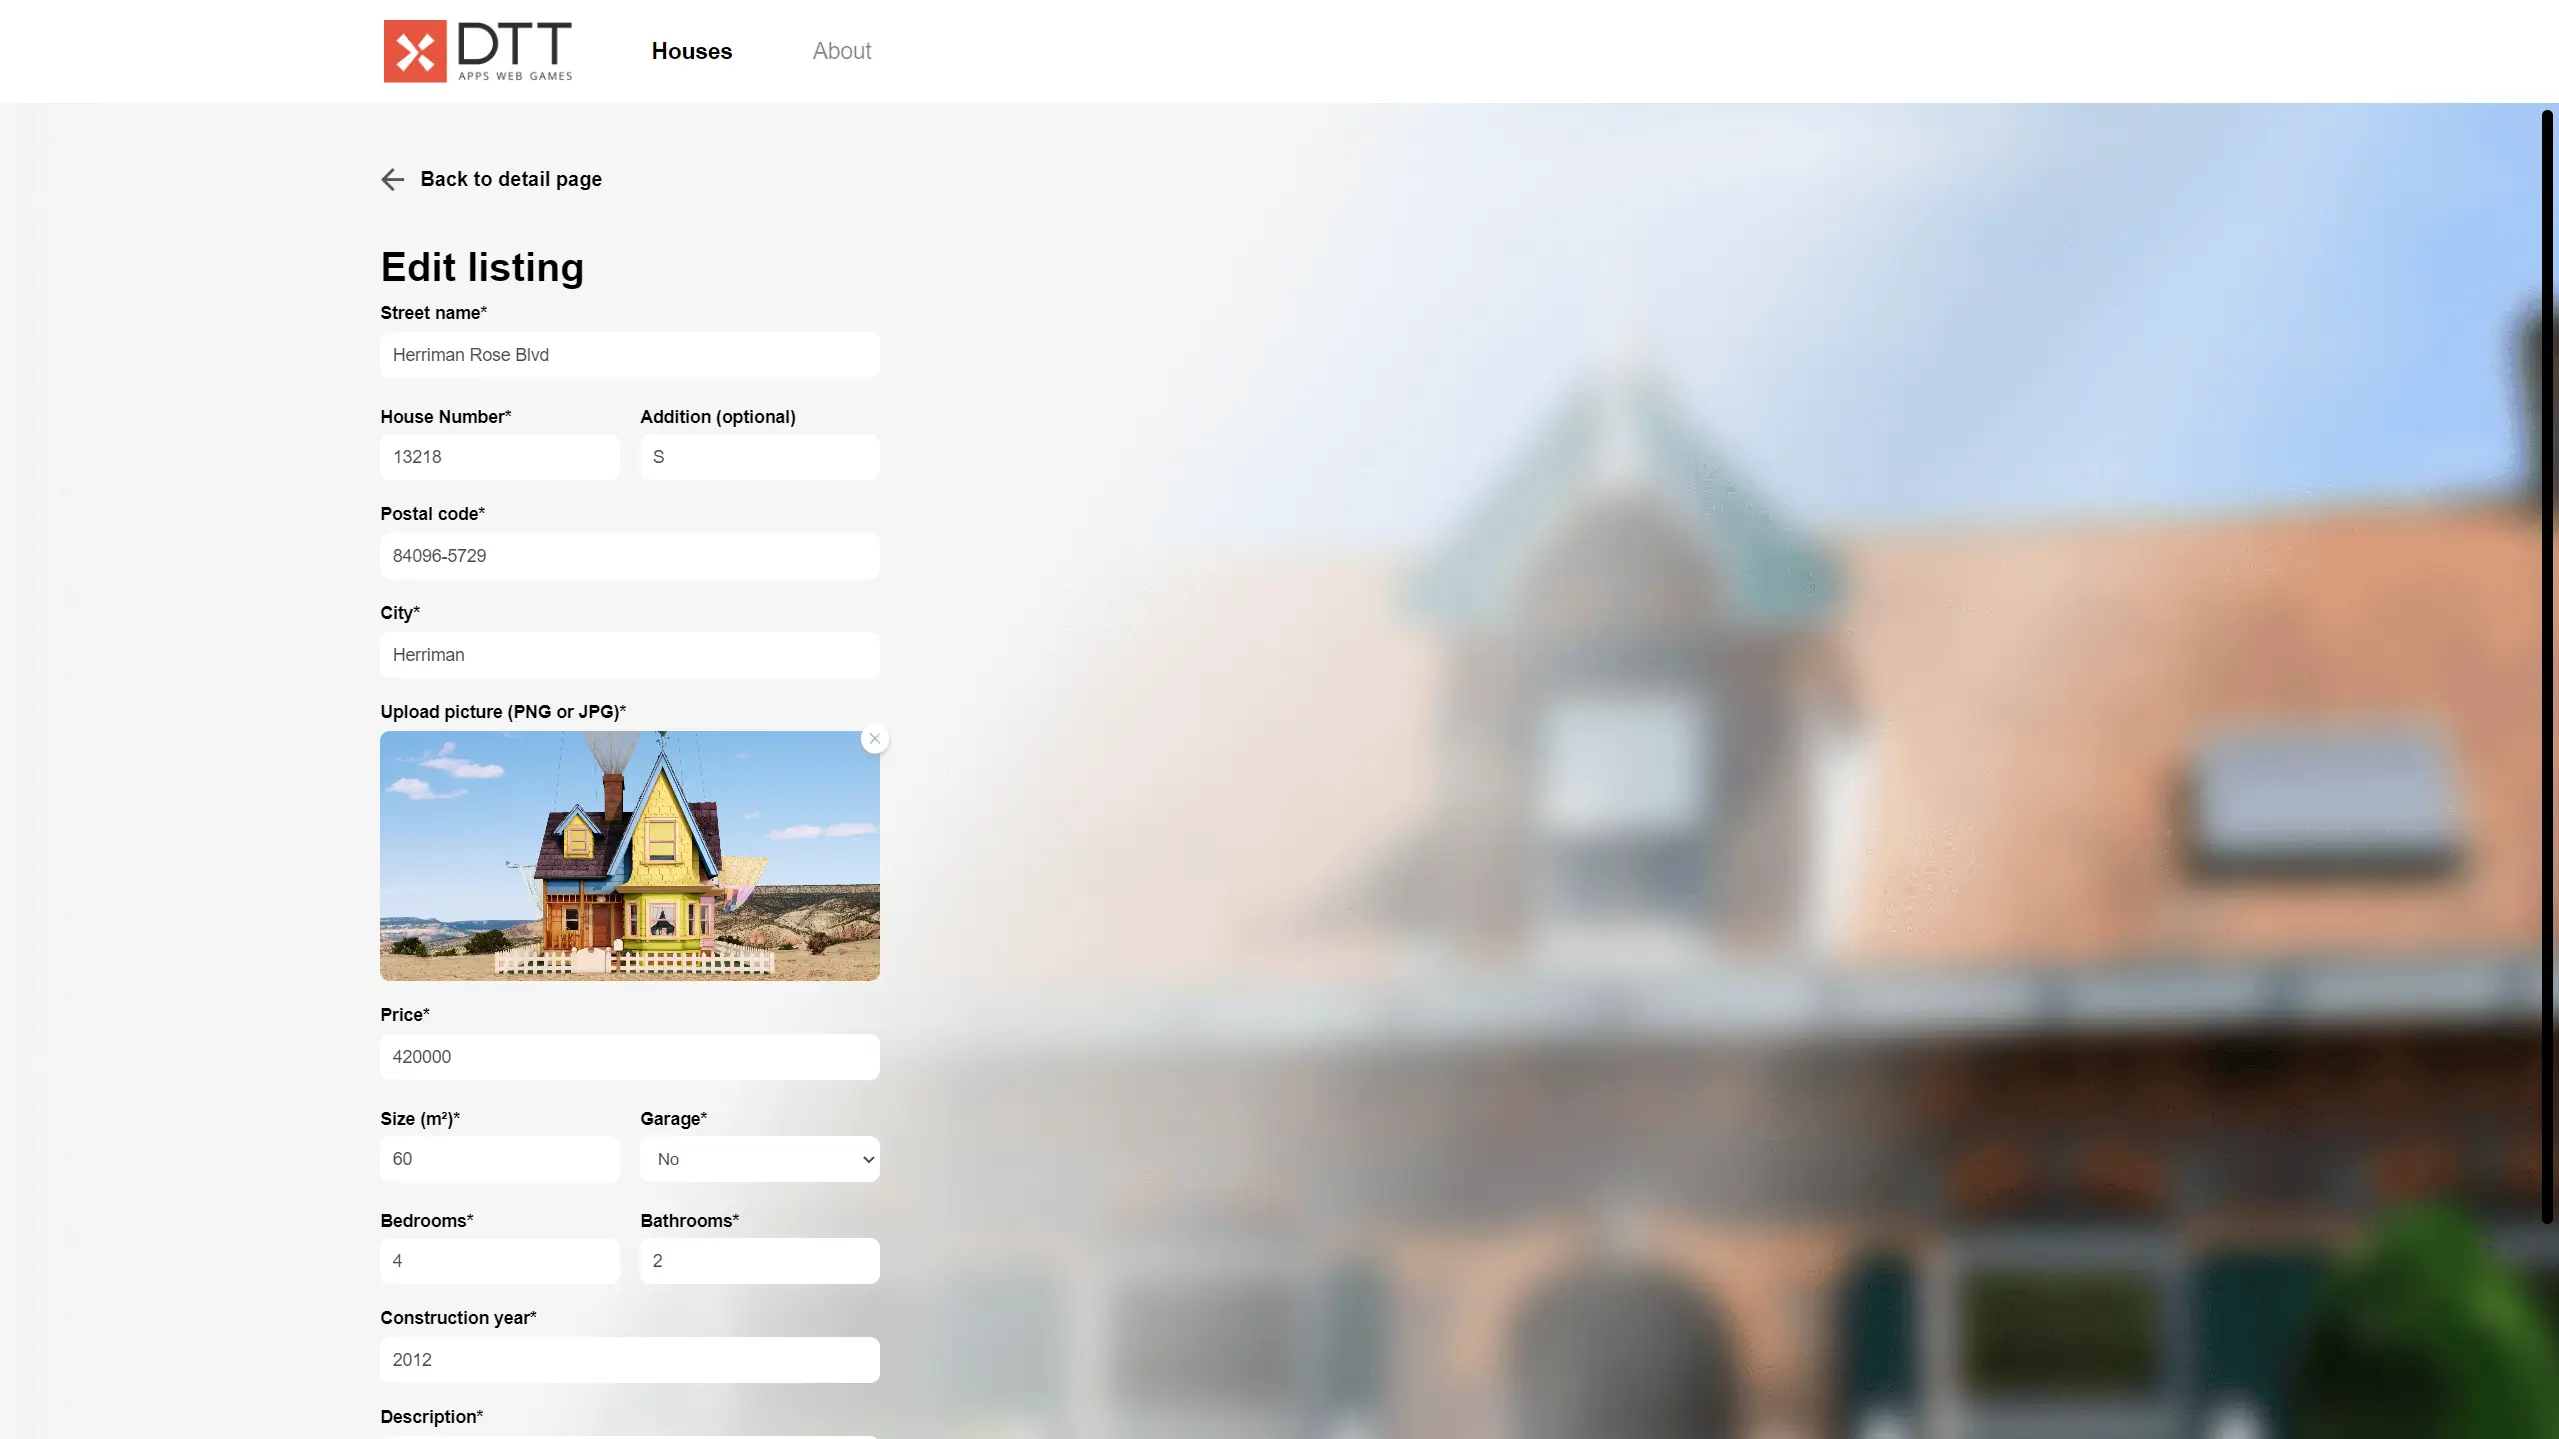 DTT
APPS WEB GAMES
Houses
About
Back to detail page
Edit listing
Street name*
Herriman Rose Blvd
House Number*
Addition (optional)
13218
S
Postal code*
84096-5729
City*
Herriman
Upload picture (PNG or JPG)*
Price*
420000
Size (m²)*
Garage*
60
No
Bedrooms*
Bathrooms*
4
2
Construction year*
2012
Description*